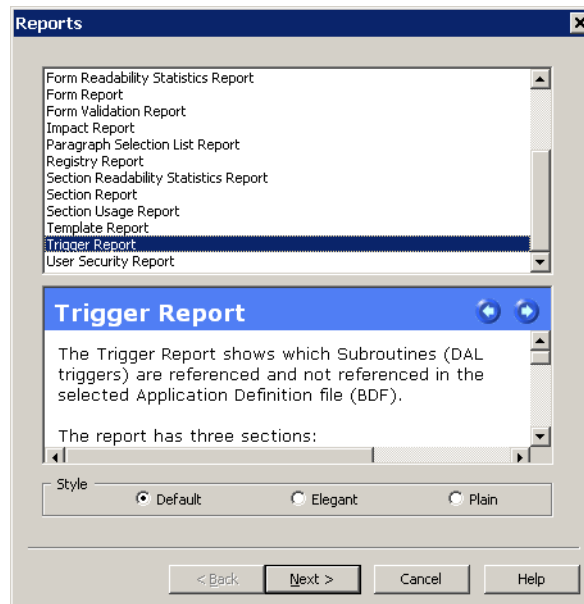 Reports
Form Readability Statistics Report
Form Report
Form Validation Report
Impact Report
Paragraph Selection List Report
Registry Report
Section Readability Statistics Report
Section Report
Section Usage Report
Template Report
Trigger Report
User Security Report
Trigger Report
The Trigger Report shows which Subroutines (DAL
triggers) are referenced and not referenced in the
selected Application Definition file (BDF).
The report has three sections:
Style
Default Elegant Plain
< Back Next > Cancel Help